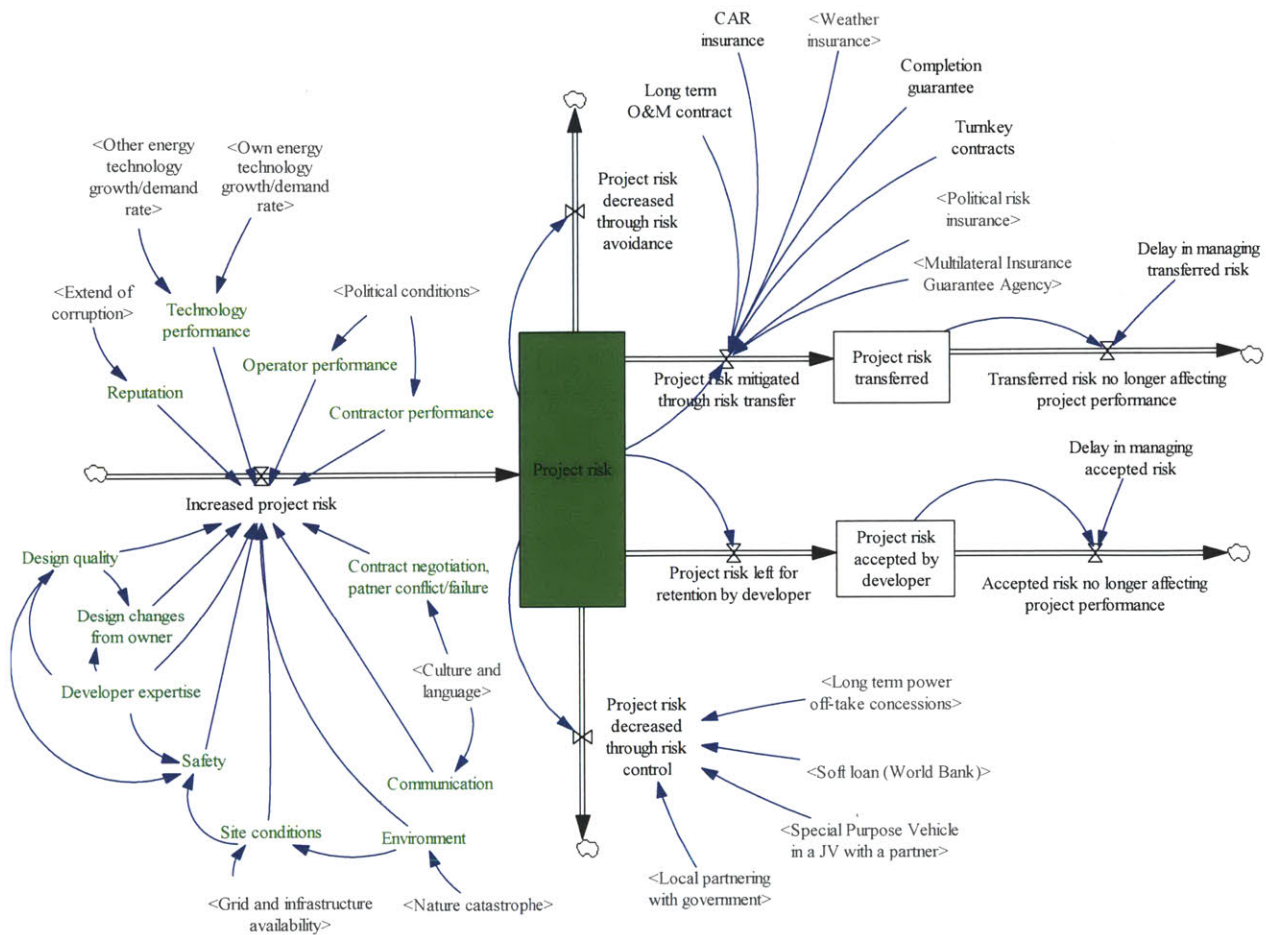 CAR
insurance
<Weather
insurance>
Completion
guarantee
Long term
O&M contract
Turnkey
contracts
<Other energy
technology
growth/demand
rate>
<Own energy
technology
growth/demand
rate>
Project risk
decreased
through risk
avoidance
<Political risk
insurance>
<Multilateral Insurance
Guarantee Agency>
Delay in managing
transferred risk
<Extend of
corruption>
Technology
performance
<Political conditions>
Operator performance
Reputation
Contractor performance
Project risk mitigated
through risk transfer
Project risk
transferred
Transferred risk no longer affecting
project performance
Increased project risk
Project risk
Delay in managing
accepted risk
Design quality
Contract negotiation,
patner conflict/failure
Project risk left for
retention by developer
Project risk
accepted by
developer
Accepted risk no longer affecting
project performance
Design changes
from owner
Developer expertise
<Culture and
language>
Safety
Communication
Project risk
decreased
through risk
control
<Long term power
off-take concessions>
<Soft loan (World Bank)>
Site conditions
Environment
<Special Purpose Vehicle
in a JV with a partner>
<Local partnering
with government>
<Grid and infrastructure
availability>
<Nature catastrophe>